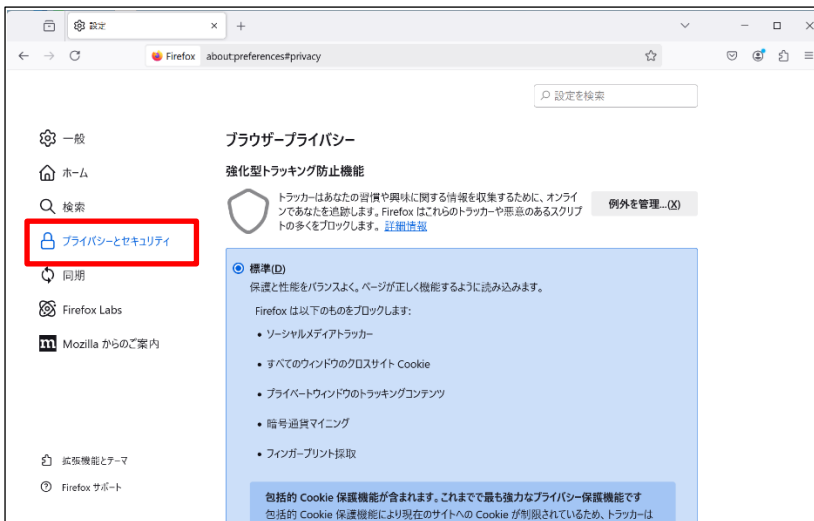 設定
Firefox about:preferences#privacy
設定を検索
一般
ホーム
検索
プライバシーとセキュリティ
同期
Firefox Labs
m Mozilla からのご案内
拡張機能とテーマ
Firefox サポート
ブラウザープライバシー
強化型トラッキング防止機能
トラッカーはあなたの習慣や興味に関する情報を収集するために、オンライ
ンであなたを追跡します。Firefox はこれらのトラッカーや悪意のあるスクリプ
トの多くをブロックします。 詳細情報
例外を管理...(X)
標準(D)
保護と性能をバランスよく。ページが正しく機能するように読み込みます。
Firefox は以下のものをブロックします:
• ソーシャルメディアトラッカー
• すべてのウィンドウのクロスサイト Cookie
• プライベートウィンドウのトラッキングコンテンツ
• 暗号通貨マイニング
• フィンガープリント採取
包括的 Cookie 保護機能が含まれます。これまでで最も強力なプライバシー保護機能です
包括的 Cookie 保護機能により現在のサイトへの Cookie が制限されているため、トラッカーは